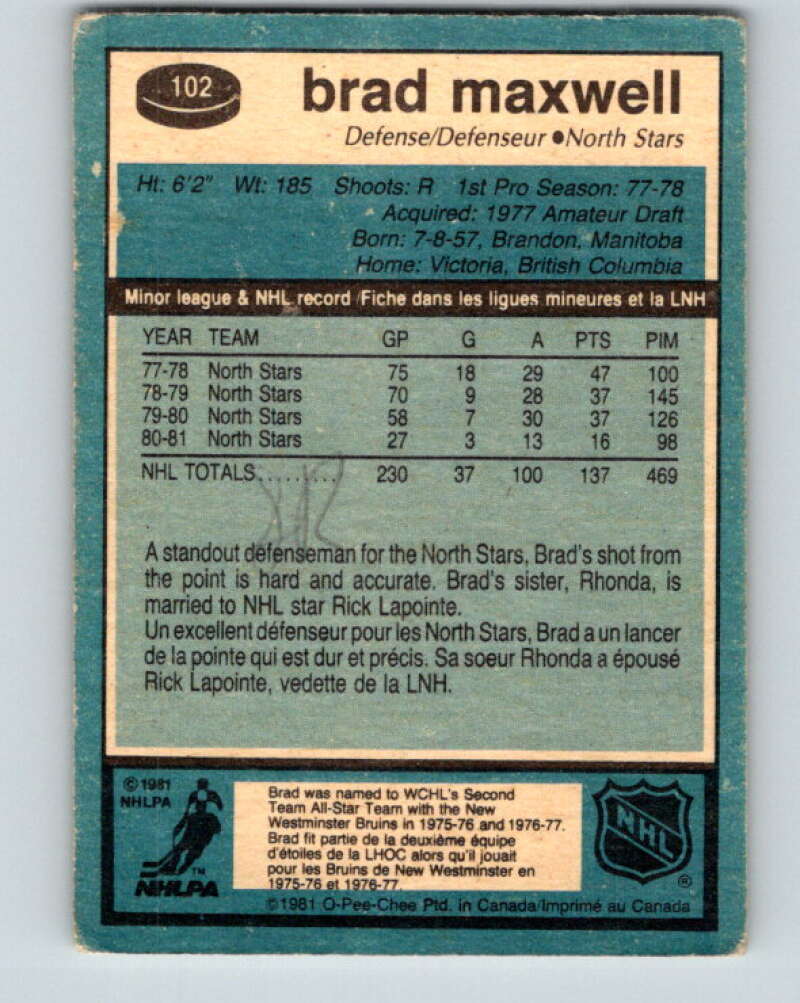 102
brad maxwell
Defense/Defenseur ●North Stars
Ht: 6'2" Wt: 185 Shoots: R 1st Pro Season: 77-78
Acquired: 1977 Amateur Draft
Born: 7-8-57, Brandon, Manitoba
Home: Victoria, British Columbia
Minor league & NHL record/Fiche dans les ligues mineures et la LNH
YEAR TEAM GP G A PTS PIM
77-78 North Stars 75 18 29 47 100
78-79 North Stars 70 9 28 37 145
79-80 North Stars 58 7 30 37 126
80-81 North Stars 27 3 13 16 98
NHL TOTALS......... 230 37 100 137 469
A standout defenseman for the North Stars, Brad's shot from
the point is hard and accurate. Brad's sister, Rhonda, is
married to NHL star Rick Lapointe.
Un excellent défenseur pour les North Stars, Brad a un lancer
de la pointe qui est dur et précis. Sa soeur Rhonda a épousé
Rick Lapointe, vedette de la LNH.
© 1981
NHLPA
TM
NHLPA
Brad was named to WCHL's Second
Team All-Star Team with the New
Westminster Bruins in 1975-76 and 1976-77.
Brad fit partie de la deuxième équipe
d'étoiles de la LHOC alors qu'il jouait
pour les Bruins de New Westminster en
1975-76 et 1976-77.
NHL
®
©1981 O-Pee-Chee Ptd. in Canada/Imprimé au Canada